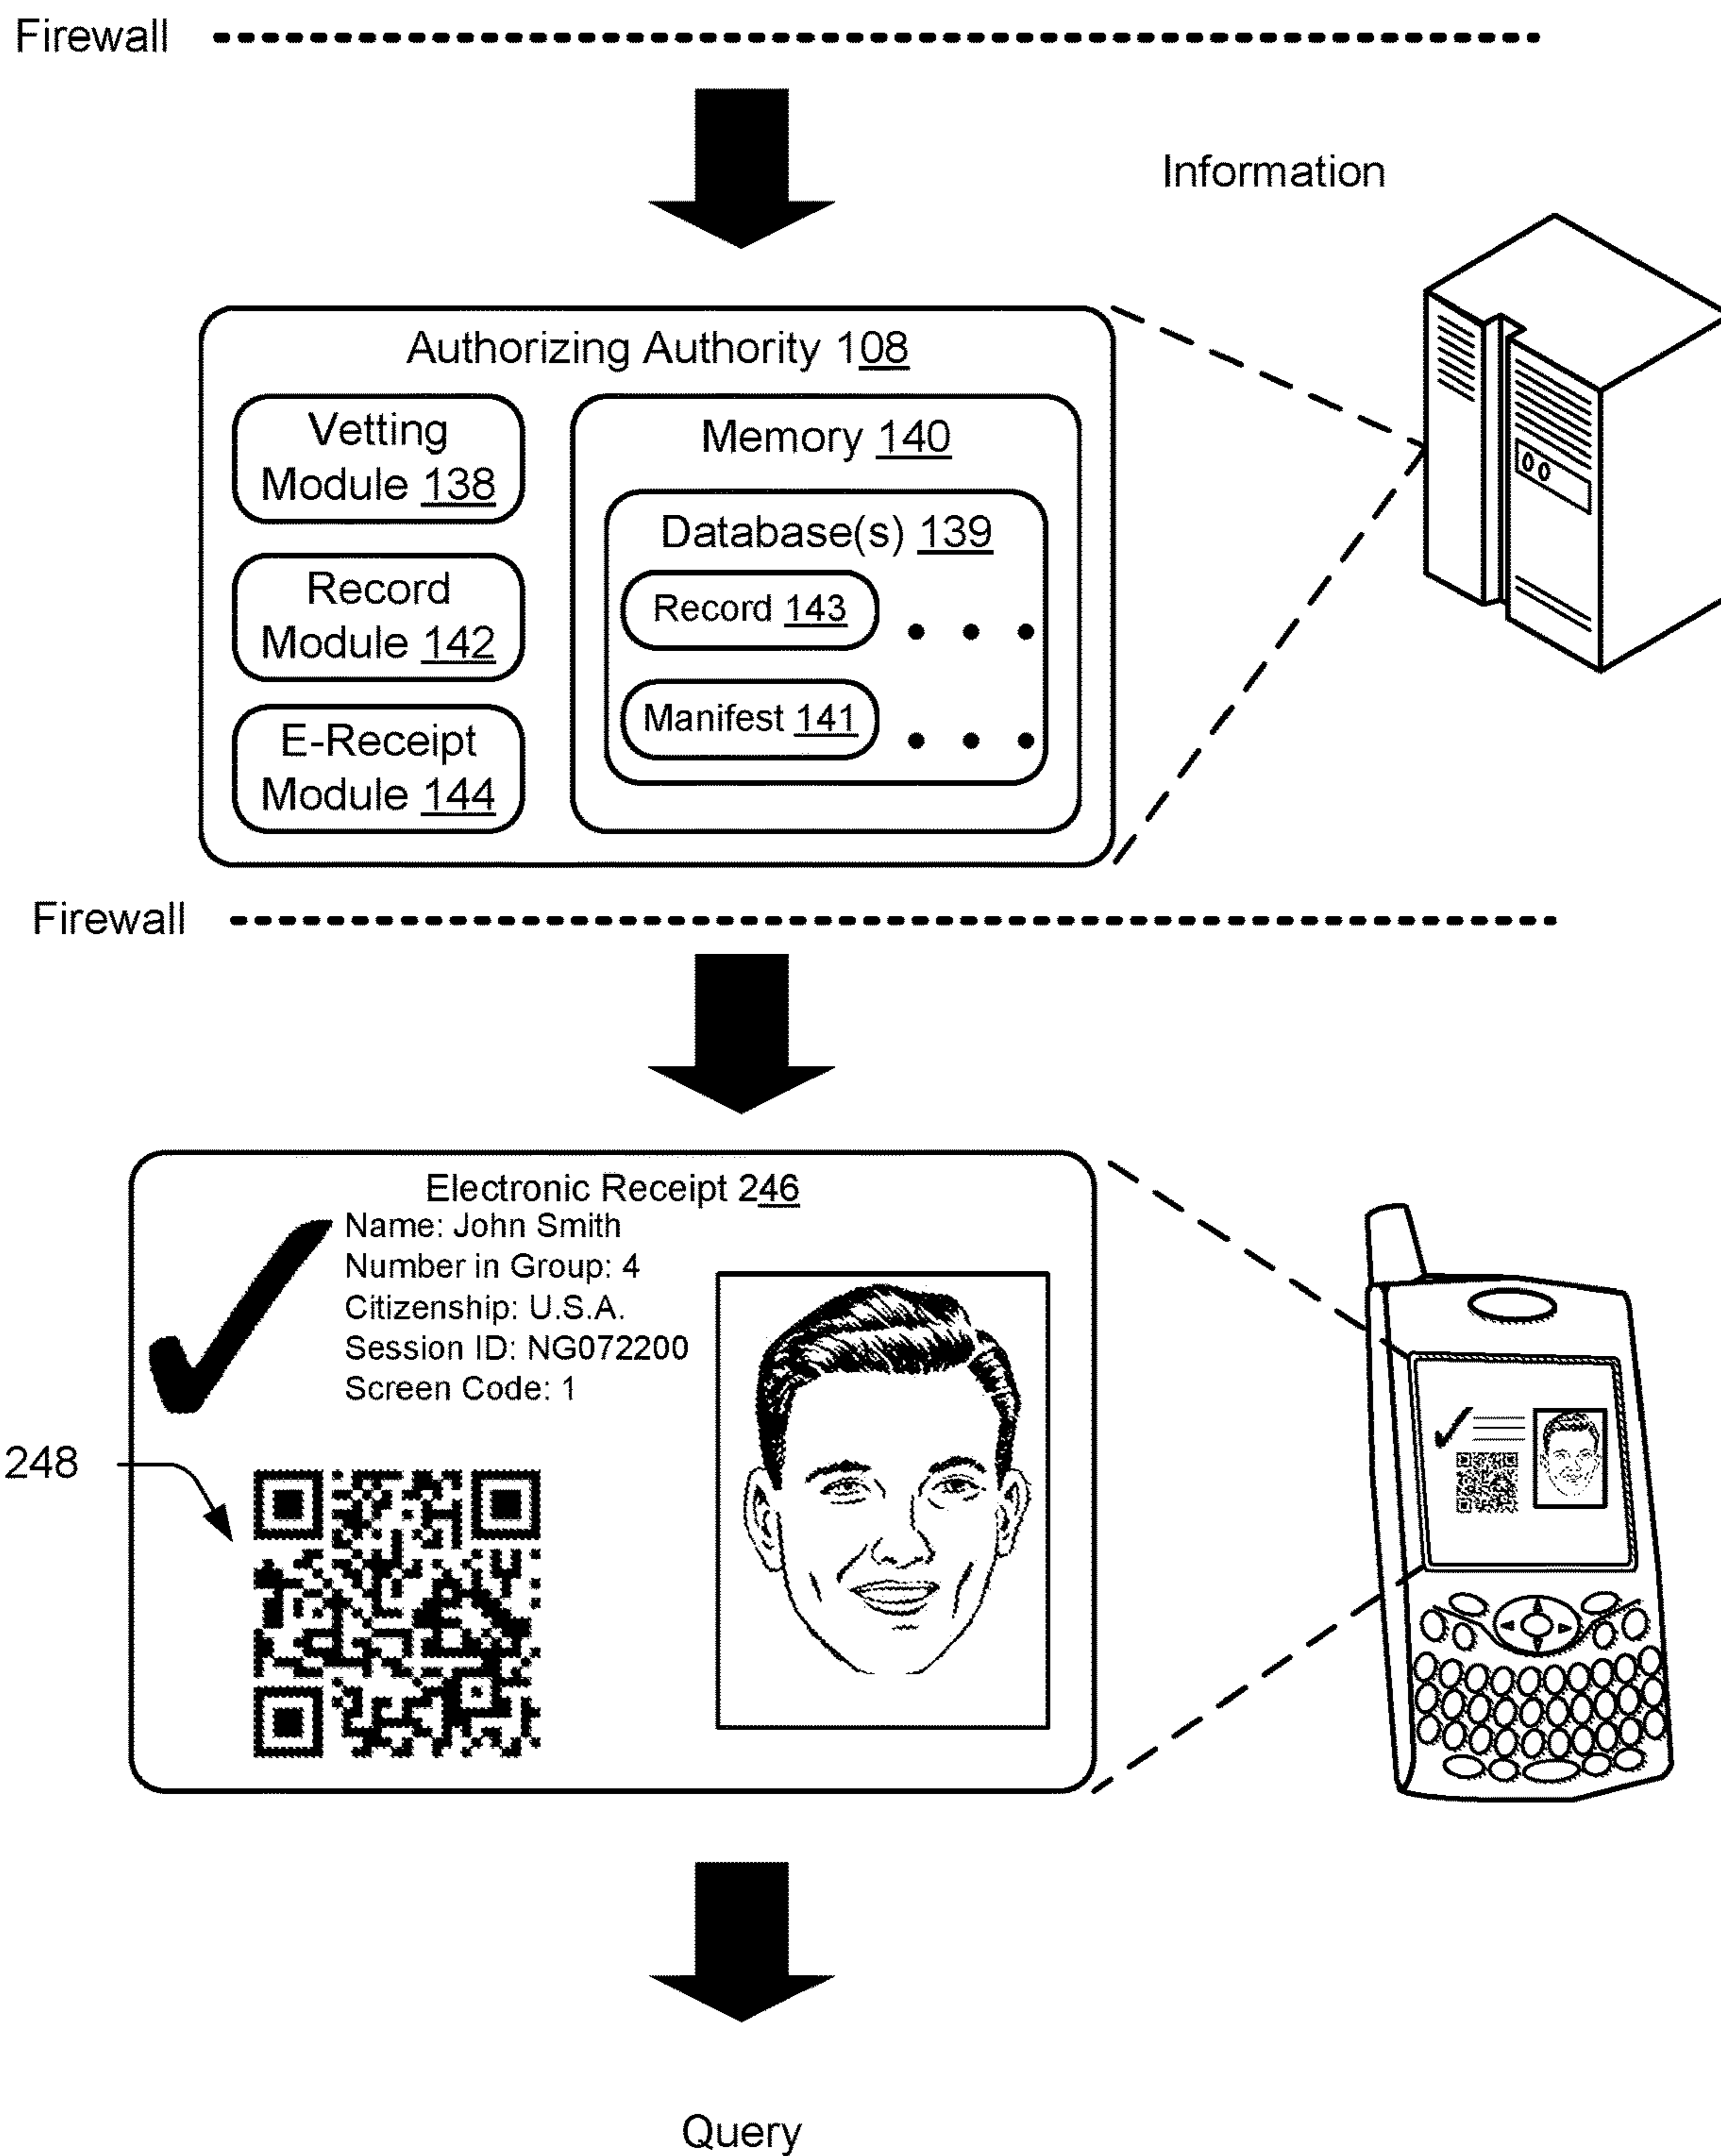 Firewall
Information
Authorizing Authority 108
Vetting
Module 138
Record
Module 142
E-Receipt
Module 144
Memory 140
Database(s) 139
Record 143
Manifest 141
Firewall
Electronic Receipt 246
Name: John Smith
Number in Group: 4
Citizenship: U.S.A.
Session ID: NG072200
Screen Code: 1
248
Query